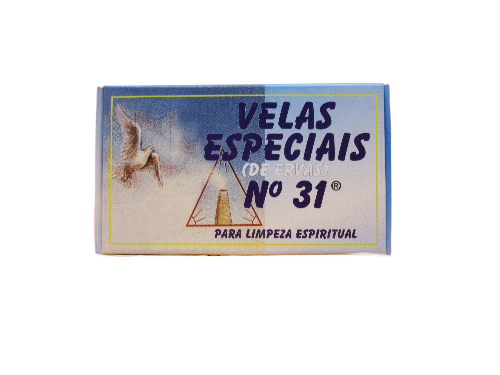 VELAS
ESPECIAIS
(DE ERVAS)
Nº 31®
PARA LIMPEZA ESPIRITUAL